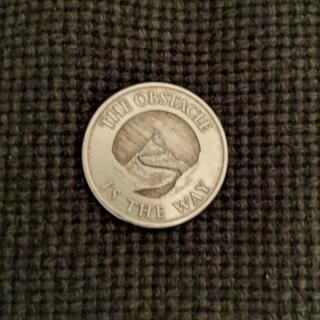 THE OBSTACLE
IS THE WAY